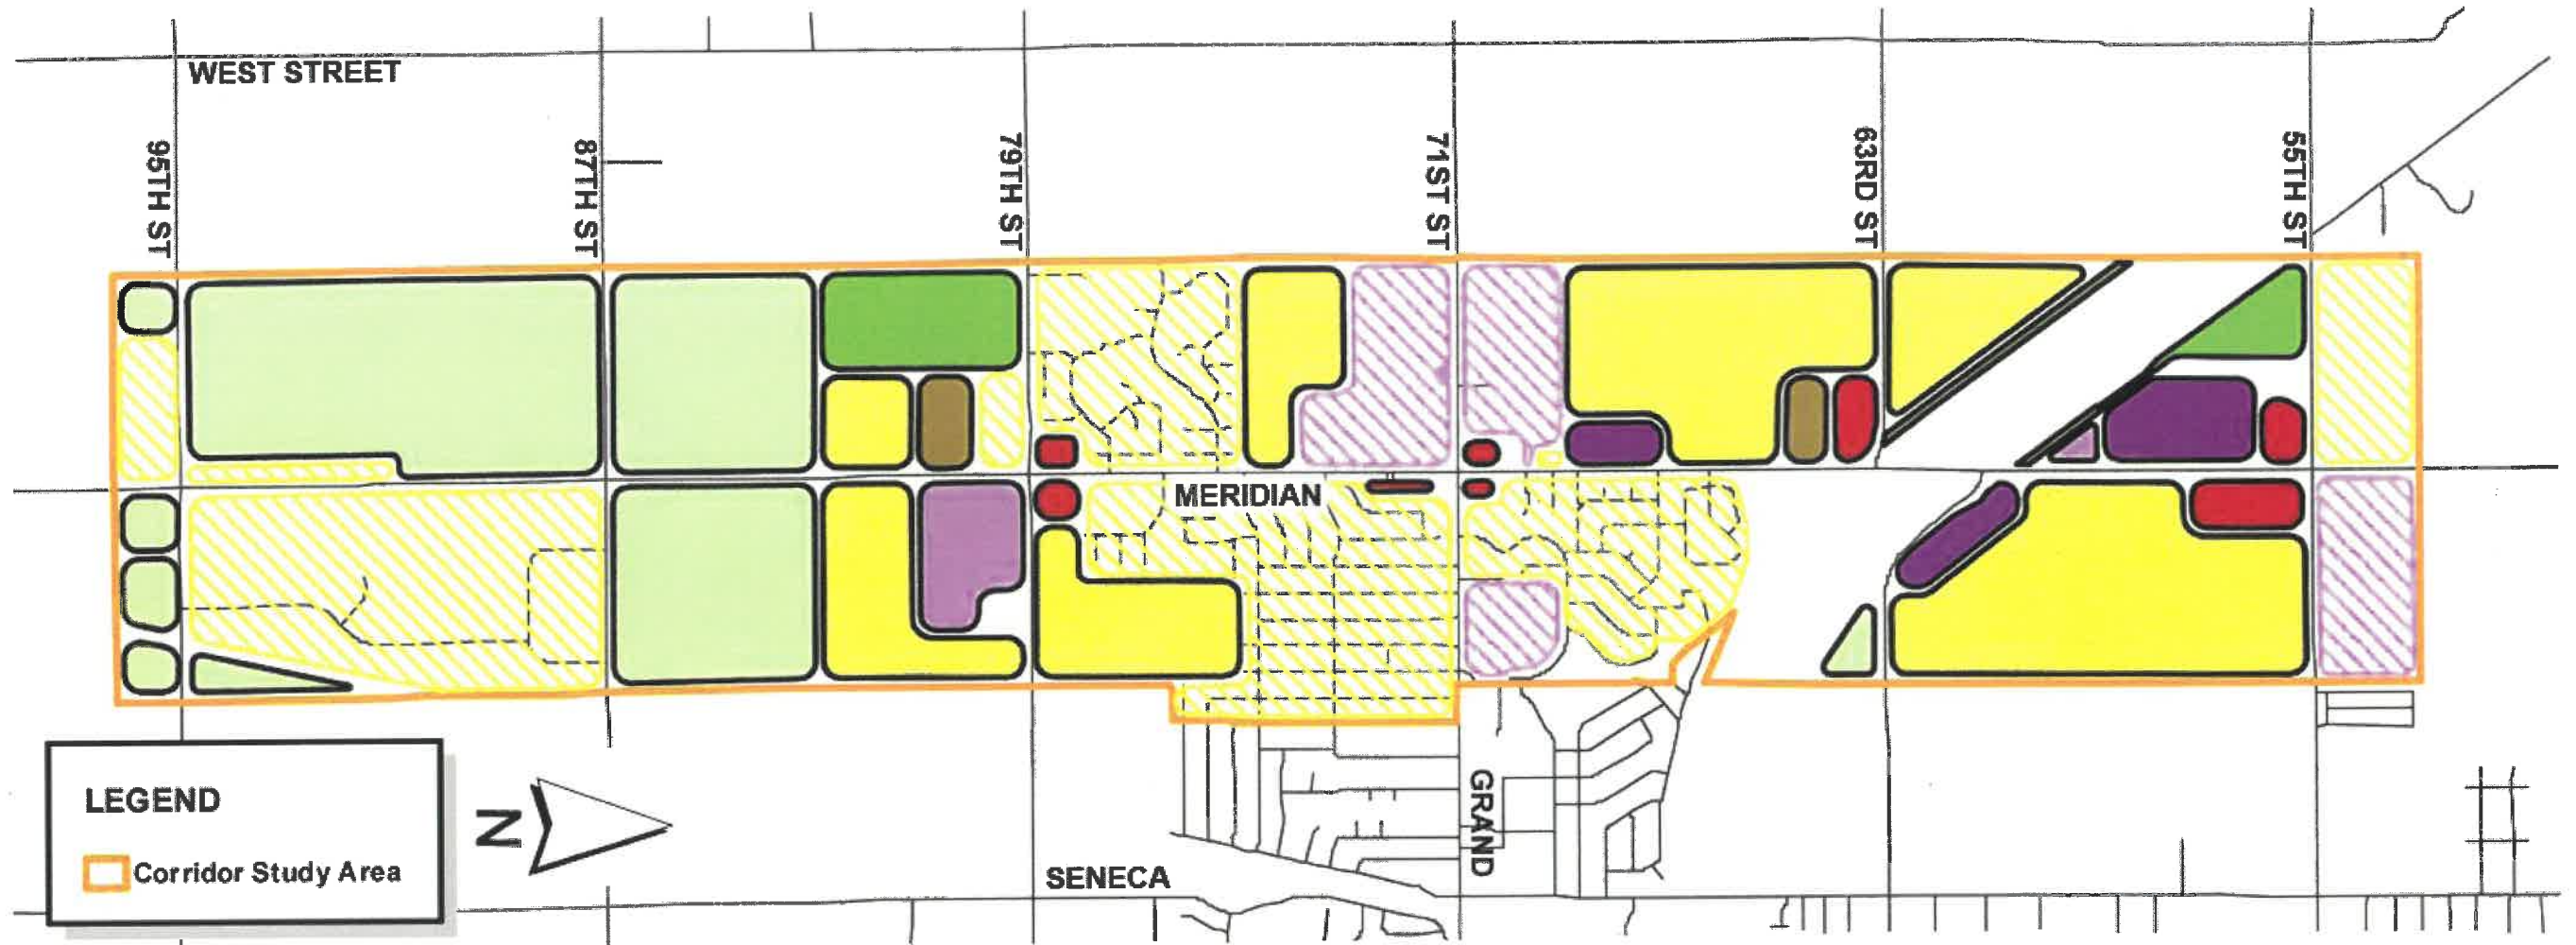 WEST STREET
95TH ST
87TH ST
79TH ST
71ST ST
63RD ST
55TH ST
MERIDIAN
LEGEND
Corridor Study Area
N
GRAND
SENECA